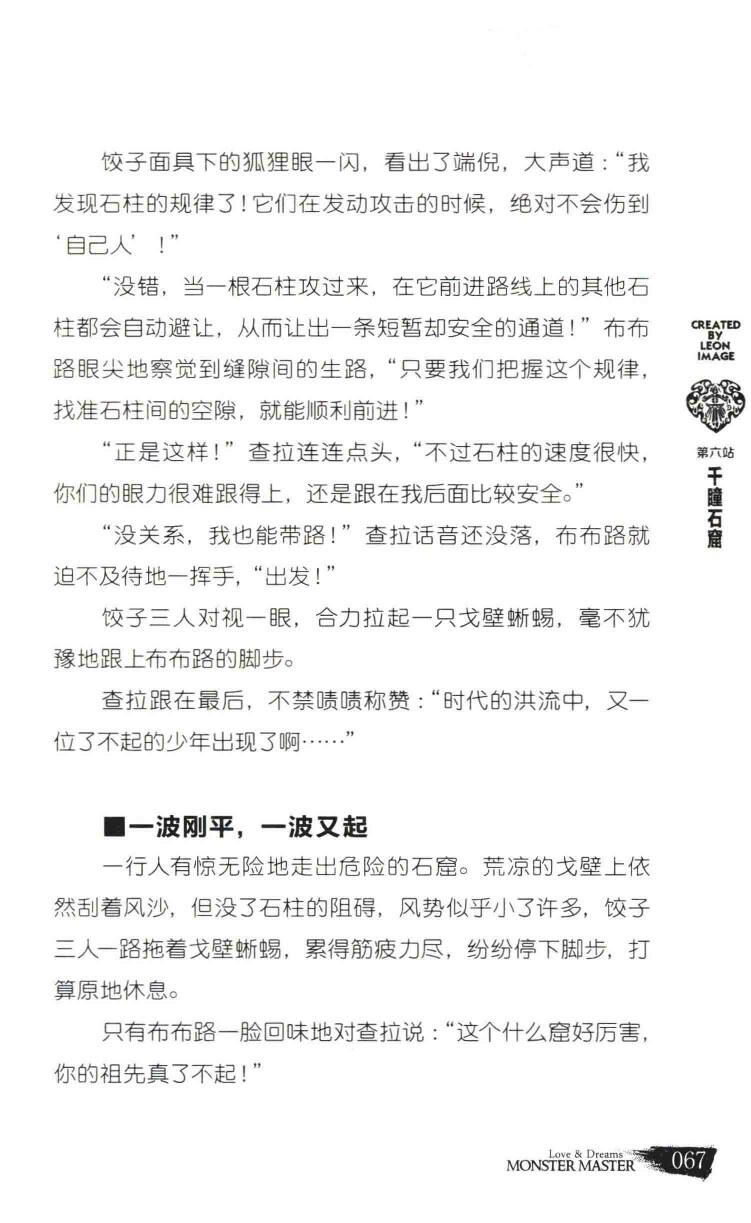 饺子面具下的狐狸眼一闪，看出了端倪，大声道：“我
发现石柱的规律了！它们在发动攻击的时候，绝对不会伤到
‘自己人’！”
“没错，当一根石柱攻过来，在它前进路线上的其他石
柱都会自动避让，从而让出一条短暂却安全的通道！”布布
路眼尖地察觉到缝隙间的生路，“只要我们把握这个规律，
找准石柱间的空隙，就能顺利前进！”
“正是这样！”查拉连连点头，“不过石柱的速度很快，
你们的眼力很难跟得上，还是跟在我后面比较安全。”
“没关系，我也能带路！”查拉话音还没落，布布路就
迫不及待地一挥手，“出发！”
饺子三人对视一眼，合力拉起一只戈壁蜥蜴，毫不犹
豫地跟上布布路的脚步。
查拉跟在最后，不禁啧啧称赞：“时代的洪流中，又一
位了不起的少年出现了啊……”
■一波刚平，一波又起
一行人有惊无险地走出危险的石窟。荒凉的戈壁上依
然刮着风沙，但没了石柱的阻碍，风势似乎小了许多，饺子
三人一路拖着戈壁蜥蜴，累得筋疲力尽，纷纷停下脚步，打
算原地休息。
只有布布路一脸回味地对查拉说：“这个什么窟好厉害，
你的祖先真了不起！”
CREATED
BY
LEON
IMAGE
第六站
千瞳石窟
Love & Dreams
MONSTER MASTER
067